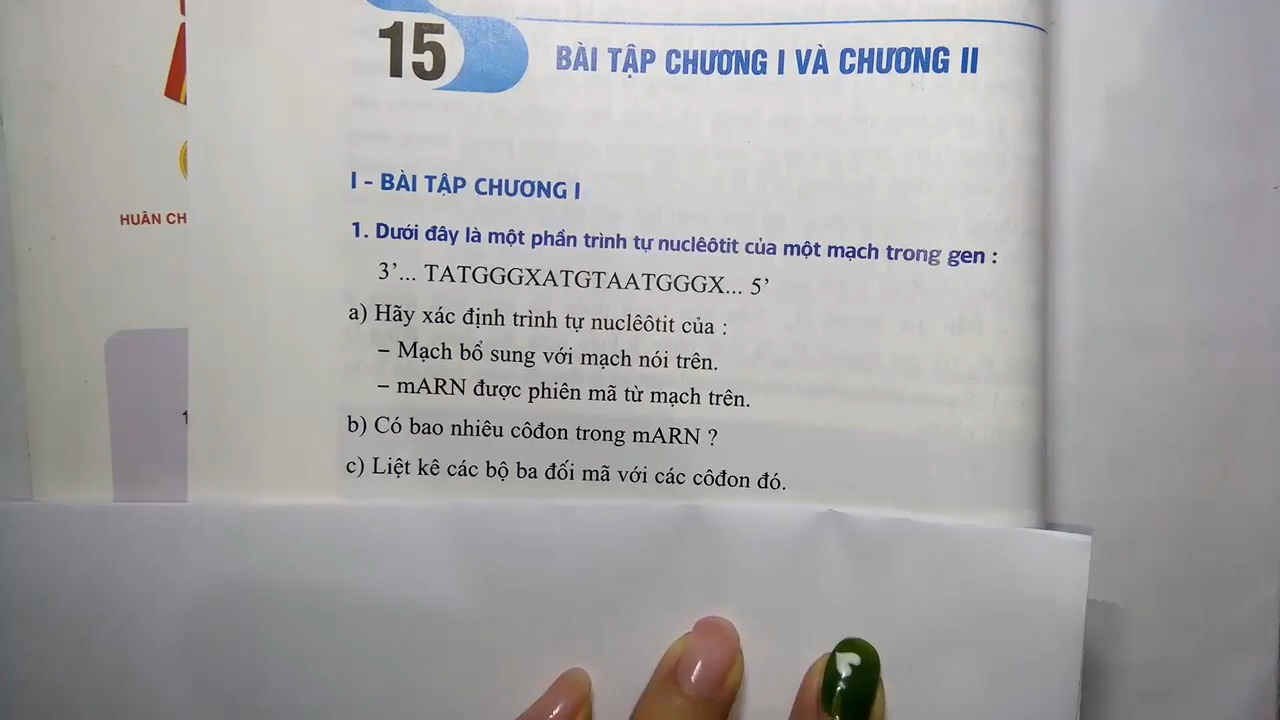 15
BÀI TẬP CHƯƠNG I VÀ CHƯƠNG II
HUÂN CH
I - BÀI TẬP CHƯƠNG I
1. Dưới đây là một phần trình tự nuclêôtit của một mạch trong gen :
3’... TATGGGXATGTAATGGGX... 5’
a) Hãy xác định trình tự nuclêôtit của :
– Mạch bổ sung với mạch nói trên.
– mARN được phiên mã từ mạch trên.
b) Có bao nhiêu côđon trong mARN ?
c) Liệt kê các bộ ba đối mã với các côđon đó.